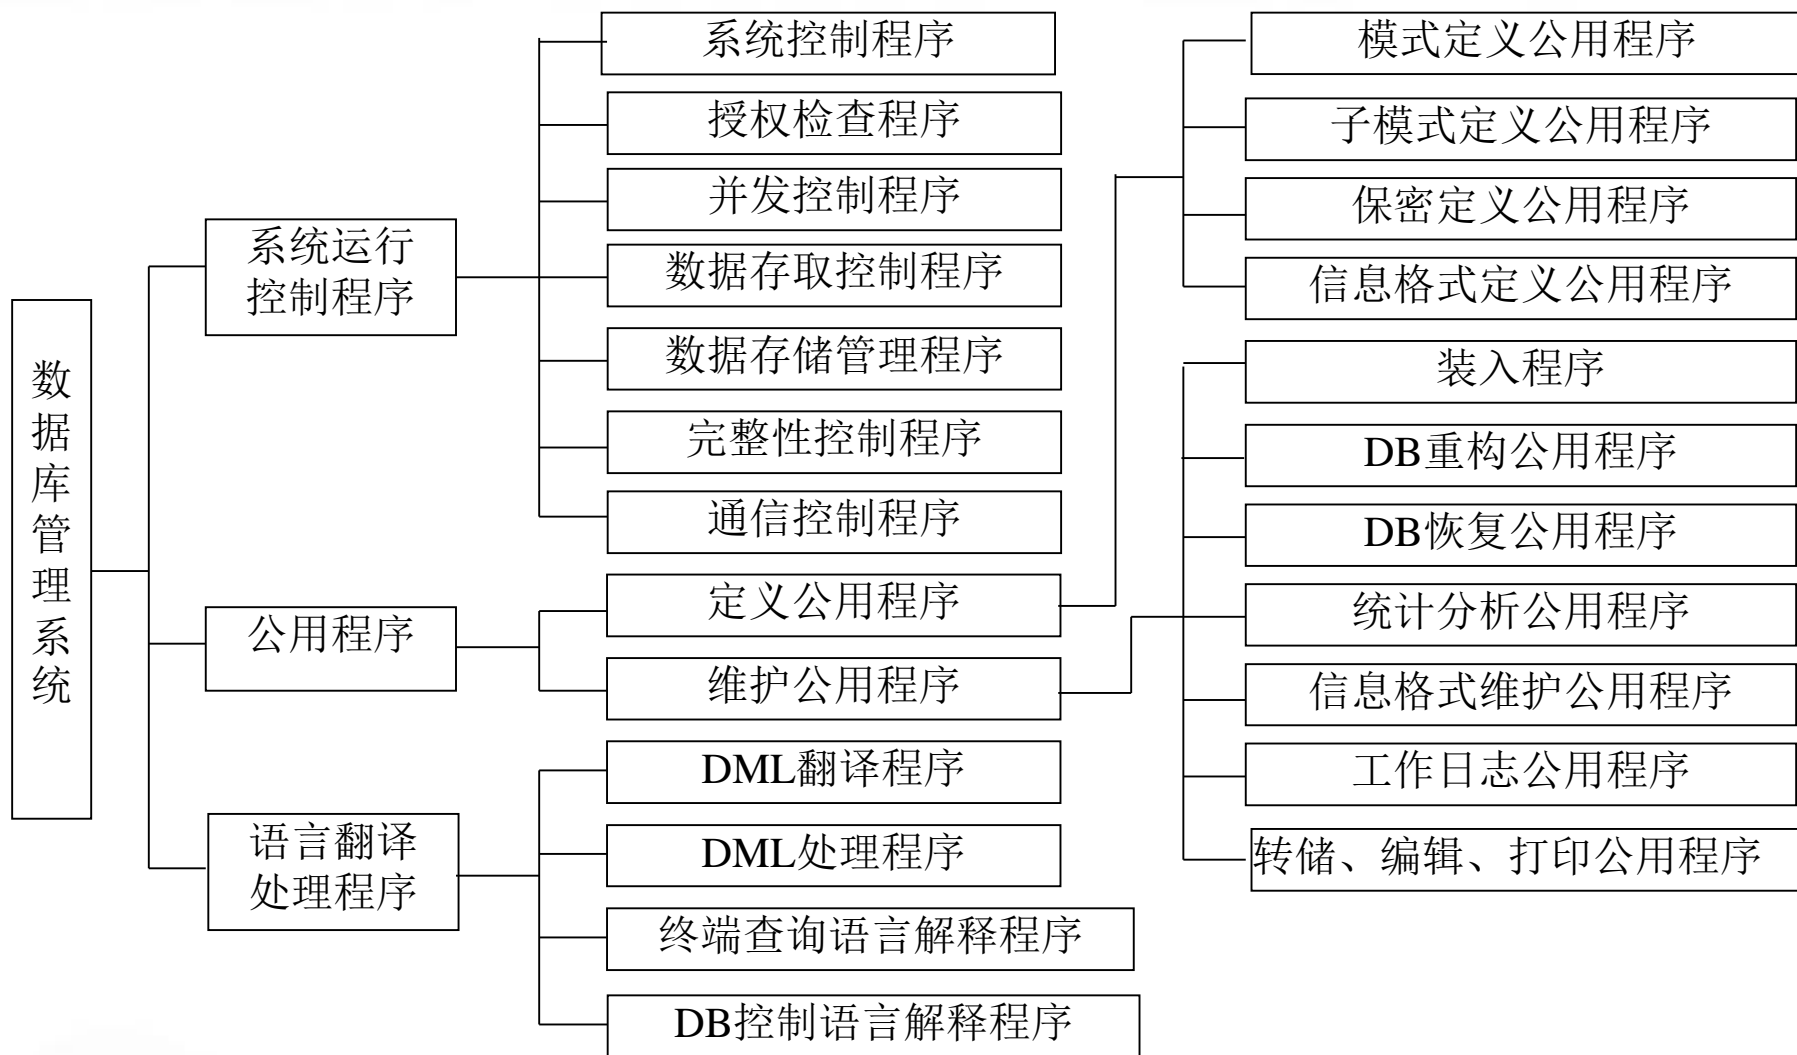 数据库管理系统
系统运行
控制程序
公用程序
语言翻译
处理程序
系统控制程序
授权检查程序
并发控制程序
数据存取控制程序
数据存储管理程序
完整性控制程序
通信控制程序
定义公用程序
维护公用程序
DML翻译程序
DML处理程序
终端查询语言解释程序
DB控制语言解释程序
模式定义公用程序
子模式定义公用程序
保密定义公用程序
信息格式定义公用程序
装入程序
DB重构公用程序
DB恢复公用程序
统计分析公用程序
信息格式维护公用程序
工作日志公用程序
转储、编辑、打印公用程序